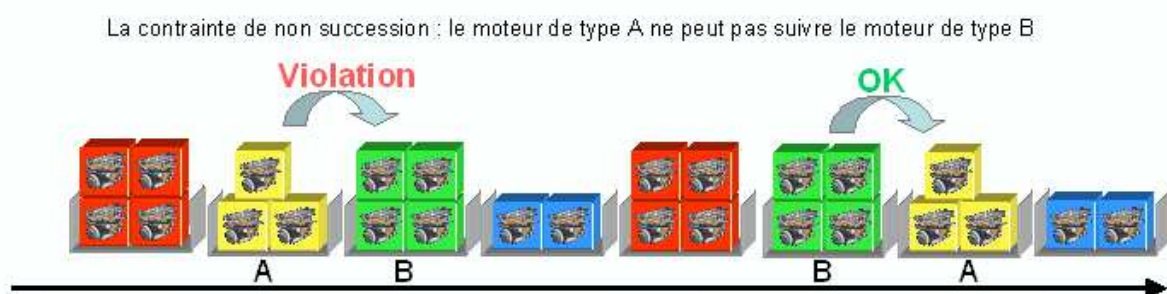 La contrainte de non succession : le moteur de type A ne peut pas suivre le moteur de type B
Violation
OK
A
B
B
A